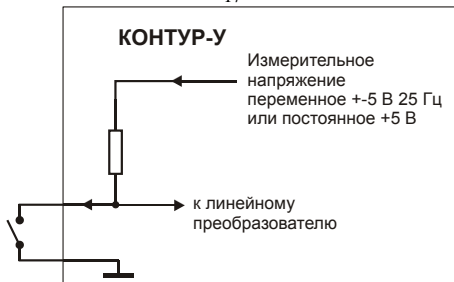 КОНТУР-У
Измерительное
напряжение
переменное +-5 В 25 Гц
или постоянное +5 В
к линейному
преобразователю